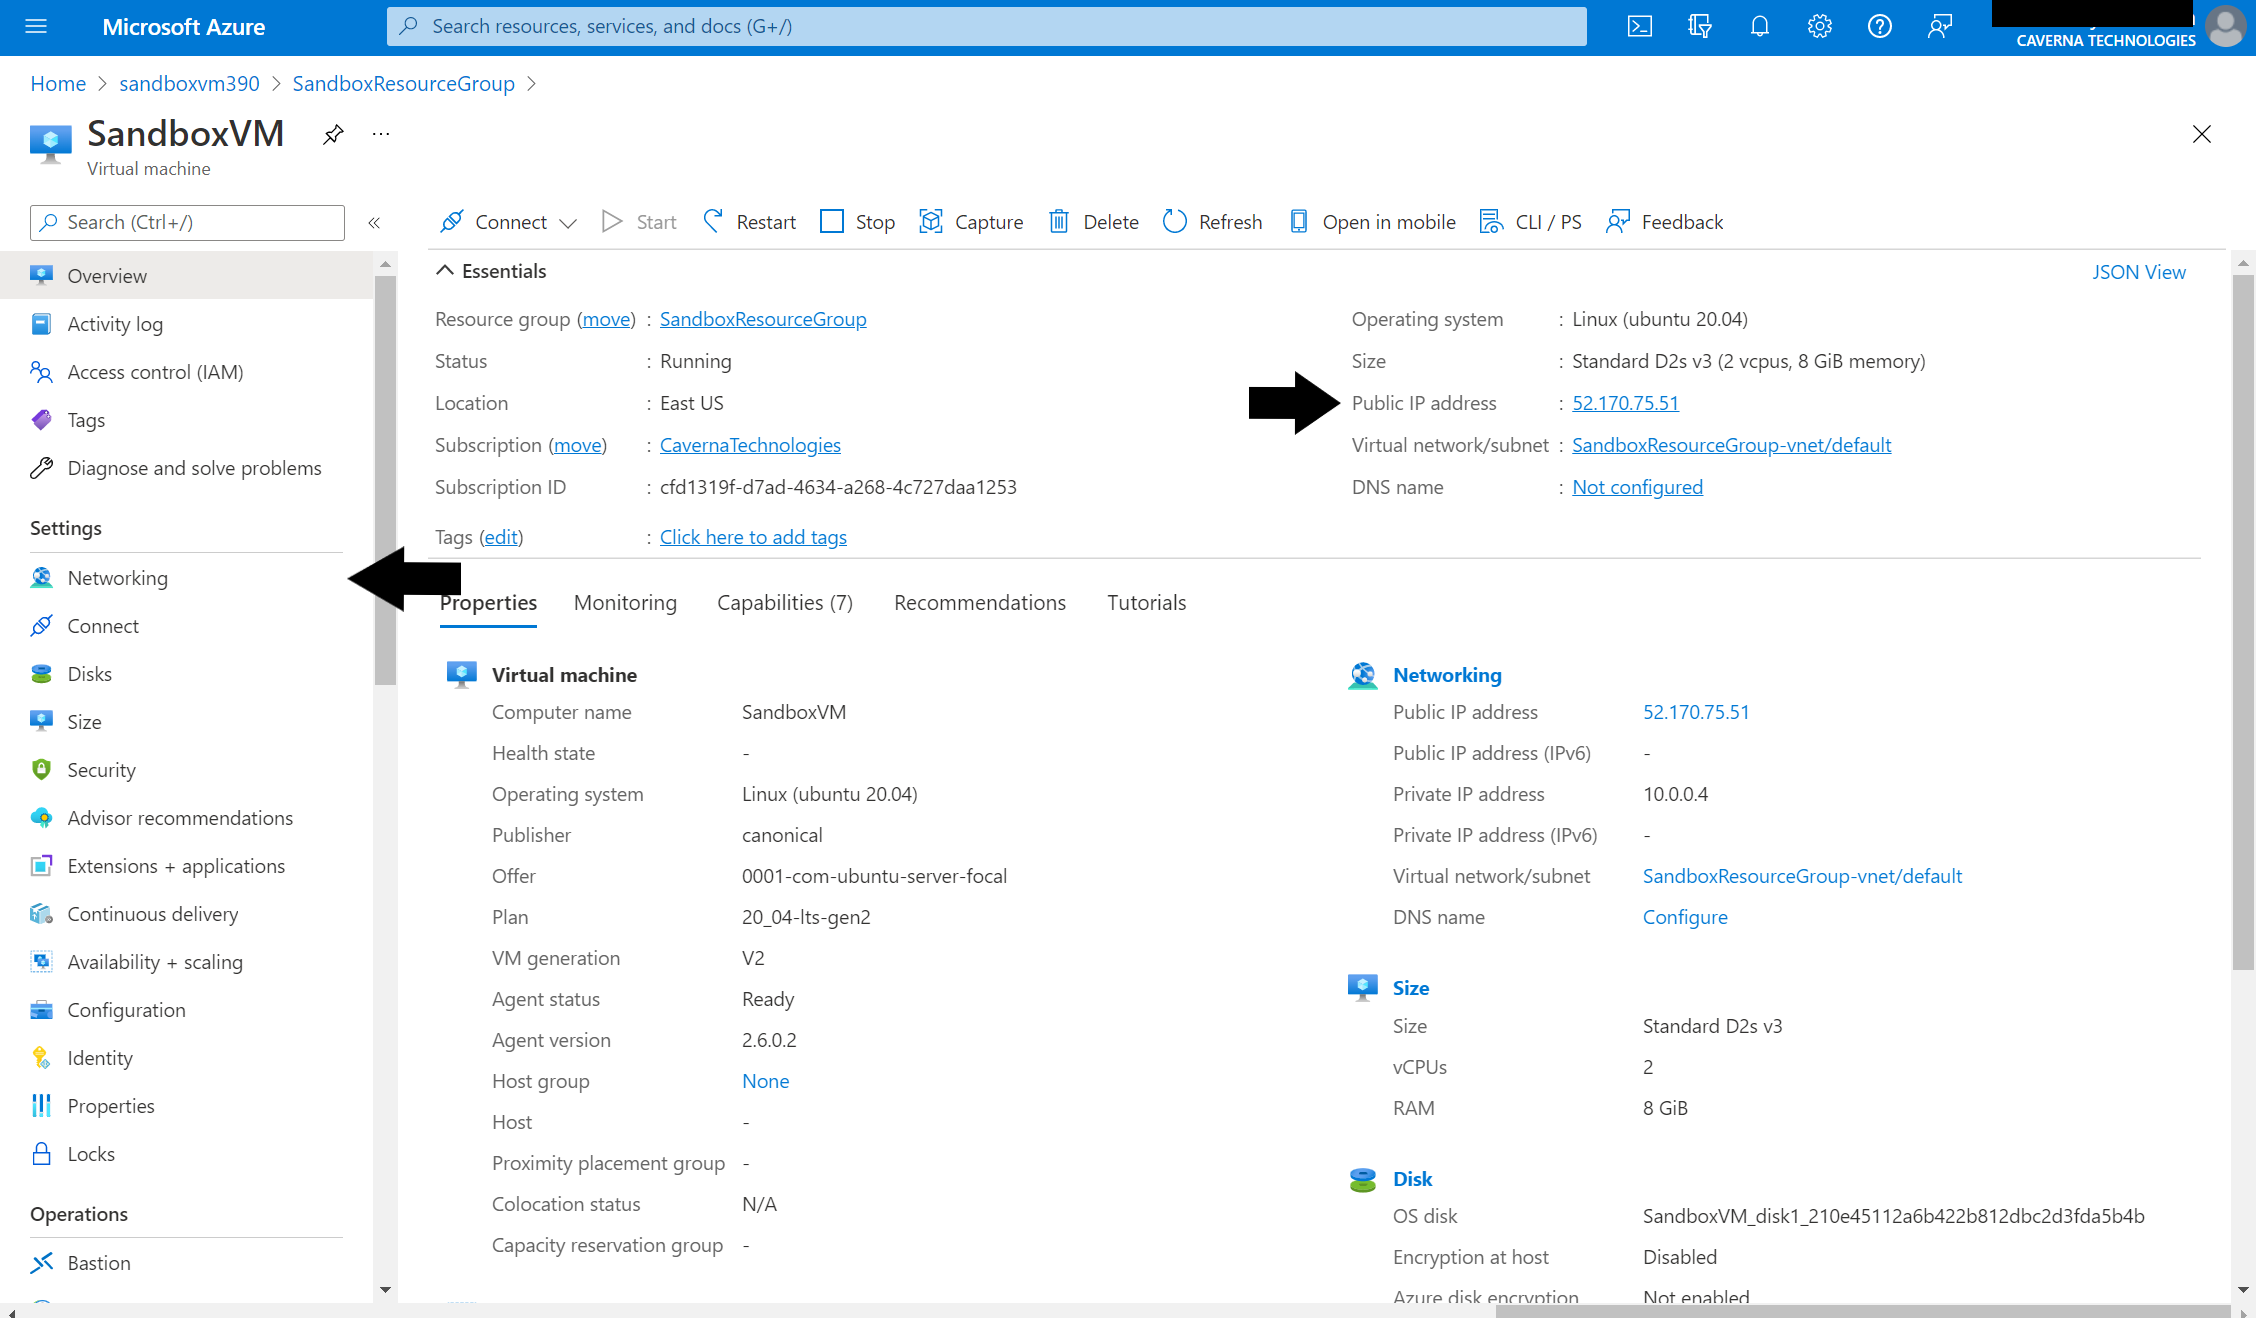 Microsoft Azure
Search resources, services, and docs (G+/)
CAVERNA TECHNOLOGIES
Home > sandboxvm390 > SandboxResourceGroup >
SandboxVM
Virtual machine
Search (Ctrl+/)
Overview
Activity log
Access control (IAM)
Tags
Diagnose and solve problems
Settings
Networking
Connect
Disks
Size
Security
Advisor recommendations
Extensions + applications
Continuous delivery
Availability + scaling
Configuration
Identity
Properties
Locks
Operations
Bastion
Connect Start Restart Stop Capture Delete Refresh Open in mobile CLI / PS Feedback
Essentials
JSON View
Resource group (move) : SandboxResourceGroup
Status : Running
Location : East US
Subscription (move) : CavernaTechnologies
Subscription ID : cfd1319f-d7ad-4634-a268-4c727daa1253
Tags (edit) : Click here to add tags
Operating system : Linux (ubuntu 20.04)
Size : Standard D2s v3 (2 vcpus, 8 GiB memory)
Public IP address : 52.170.75.51
Virtual network/subnet : SandboxResourceGroup-vnet/default
DNS name : Not configured
Properties Monitoring Capabilities (7) Recommendations Tutorials
Virtual machine
Computer name SandboxVM
Health state -
Operating system Linux (ubuntu 20.04)
Publisher canonical
Offer 0001-com-ubuntu-server-focal
Plan 20_04-lts-gen2
VM generation V2
Agent status Ready
Agent version 2.6.0.2
Host group None
Host -
Proximity placement group -
Colocation status N/A
Capacity reservation group -
Networking
Public IP address 52.170.75.51
Public IP address (IPv6) -
Private IP address 10.0.0.4
Private IP address (IPv6) -
Virtual network/subnet SandboxResourceGroup-vnet/default
DNS name Configure
Size
Size Standard D2s v3
vCPUs 2
RAM 8 GiB
Disk
OS disk SandboxVM_disk1_210e45112a6b422b812dbc2d3fda5b4b
Encryption at host Disabled
Azure disk encryption Not enabled